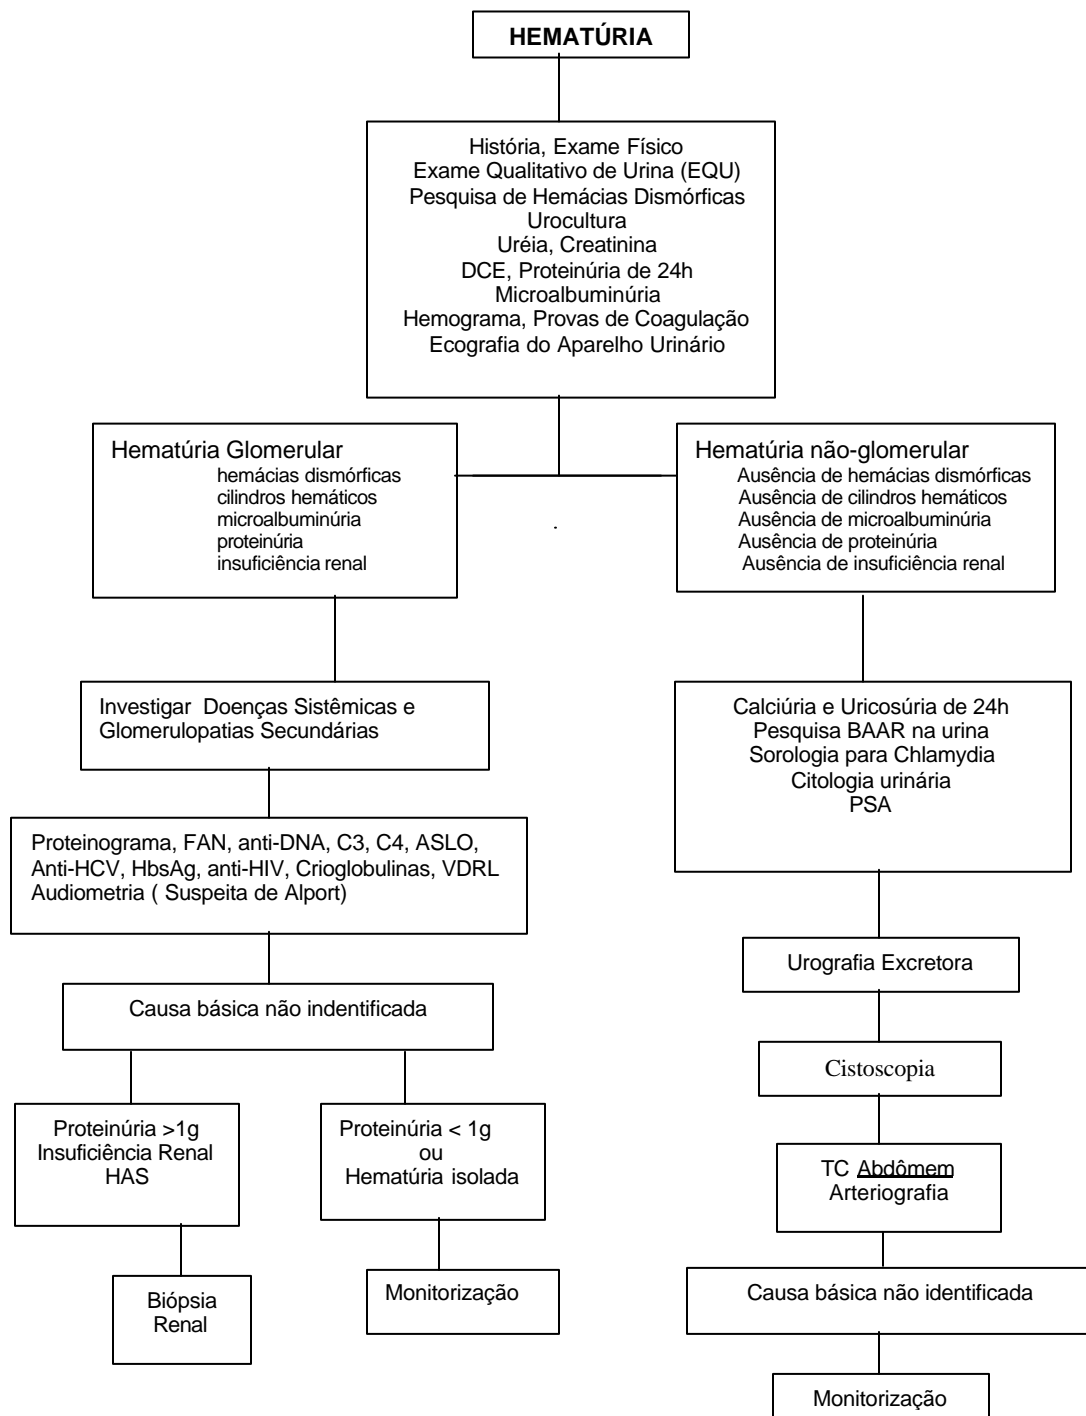 HEMATÚRIA
História, Exame Físico
Exame Qualitativo de Urina (EQU)
Pesquisa de Hemácias Dismórficas
Urocultura
Uréia, Creatinina
DCE, Proteinúria de 24h
Microalbuminúria
Hemograma, Provas de Coagulação
Ecografia do Aparelho Urinário
Hematúria Glomerular
hemácias dismórficas
cilindros hemáticos
microalbuminúria
proteinúria
insuficiência renal
Hematúria não-glomerular
Ausência de hemácias dismórficas
Ausência de cilindros hemáticos
Ausência de microalbuminúria
Ausência de proteinúria
Ausência de insuficiência renal
Investigar Doenças Sistêmicas e
Glomerulopatias Secundárias
Proteinograma, FAN, anti-DNA, C3, C4, ASLO,
Anti-HCV, HbsAg, anti-HIV, Crioglobulinas, VDRL
Audiometria ( Suspeita de Alport)
Causa básica não indentificada
Proteinúria >1g
Insuficiência Renal
HAS
Biópsia
Renal
Proteinúria < 1g
ou
Hematúria isolada
Monitorização
Calciúria e Uricosúria de 24h
Pesquisa BAAR na urina
Sorologia para Chlamydia
Citologia urinária
PSA
Urografia Excretora
Cistoscopia
TC Abdômem
Arteriografia
Causa básica não identificada
Monitorização